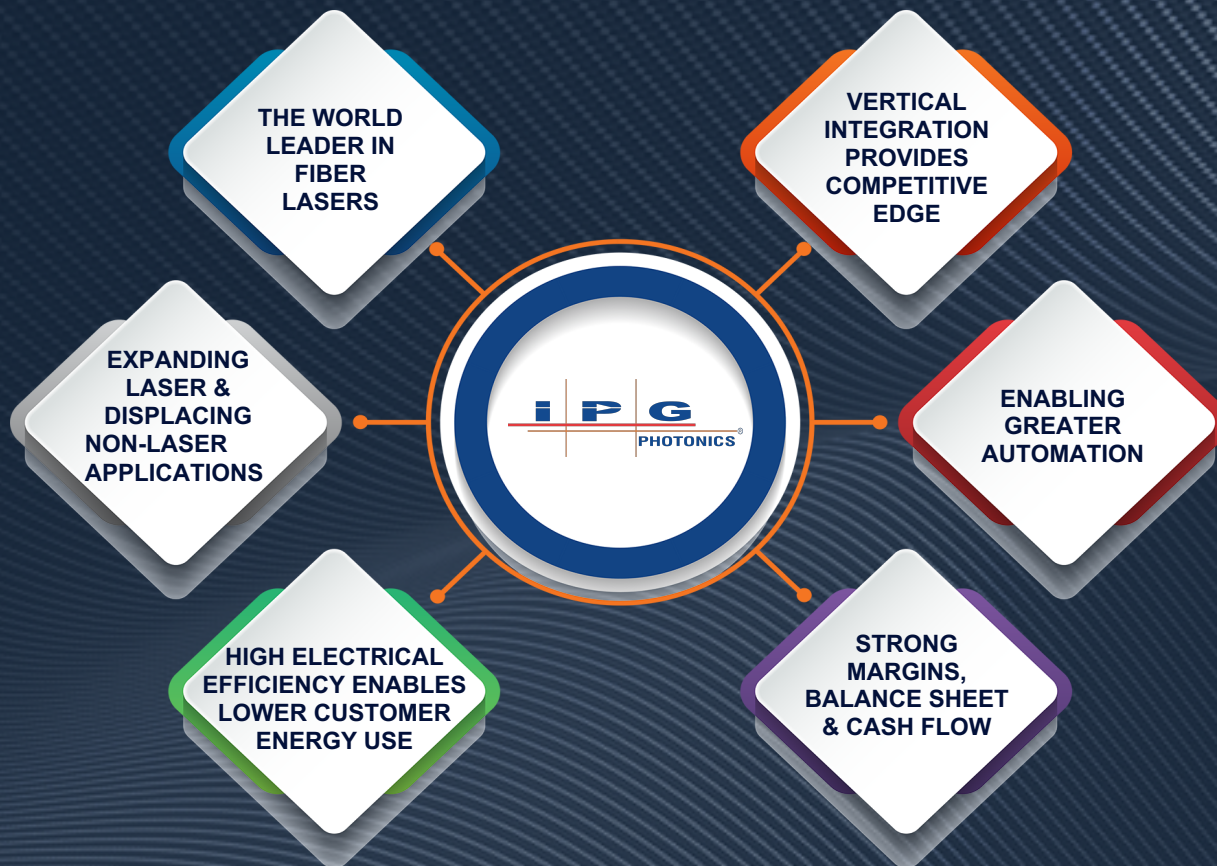 THE WORLD
LEADER IN
FIBER
LASERS
VERTICAL
INTEGRATION
PROVIDES
COMPETITIVE
EDGE
EXPANDING
LASER &
DISPLACING
NON-LASER
APPLICATIONS
IPG
PHOTONICS®
ENABLING
GREATER
AUTOMATION
HIGH ELECTRICAL
EFFICIENCY ENABLES
LOWER CUSTOMER
ENERGY USE
STRONG
MARGINS,
BALANCE SHEET
& CASH FLOW